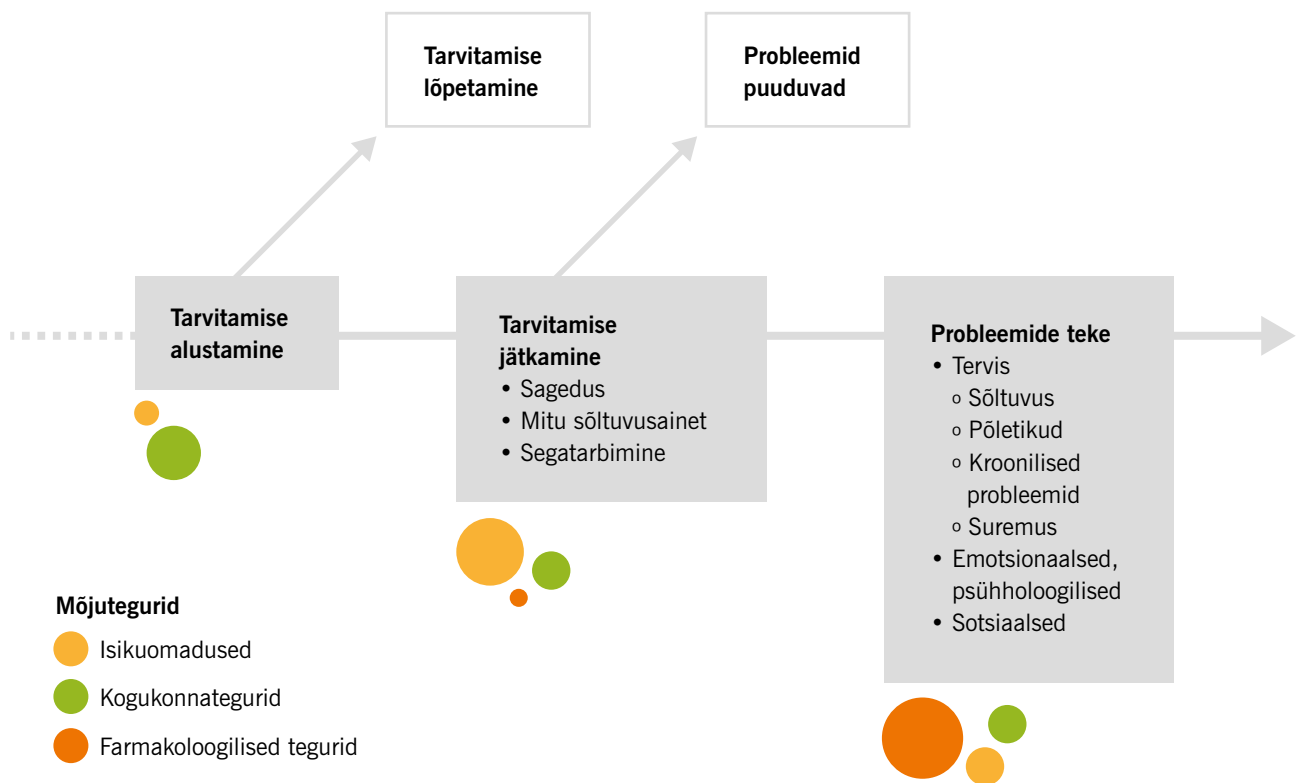 Tarvitamise
lõpetamine
Probleemid
puuduvad
Tarvitamise
alustamine
Tarvitamise
jätkamine
• Sagedus
• Mitu sõltuvusainet
• Segatarbimine
Probleemide teke
• Tervis
o Sõltuvus
o Põletikud
o Kroonilised
probleemid
o Suremus
• Emotsionaalsed,
psühholoogilised
• Sotsiaalsed
Mõjutegurid
Isikuomadused
Kogukonnategurid
Farmakoloogilised tegurid